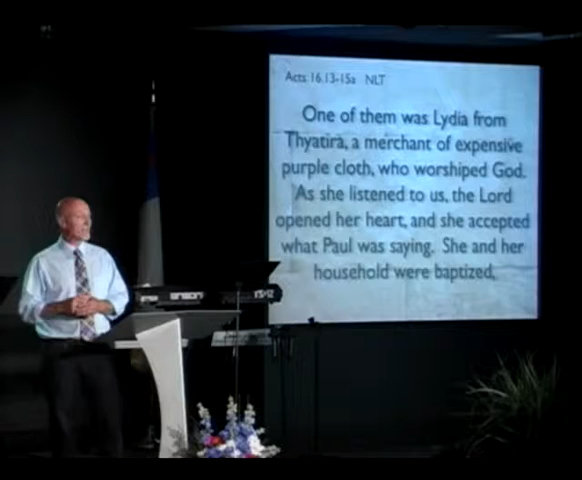 Acts 16.13-15a NLT
One of them was Lydia from
Thyatira, a merchant of expensive
purple cloth, who worshiped God.
As she listened to us, the Lord
opened her heart, and she accepted
what Paul was saying. She and her
household were baptized,